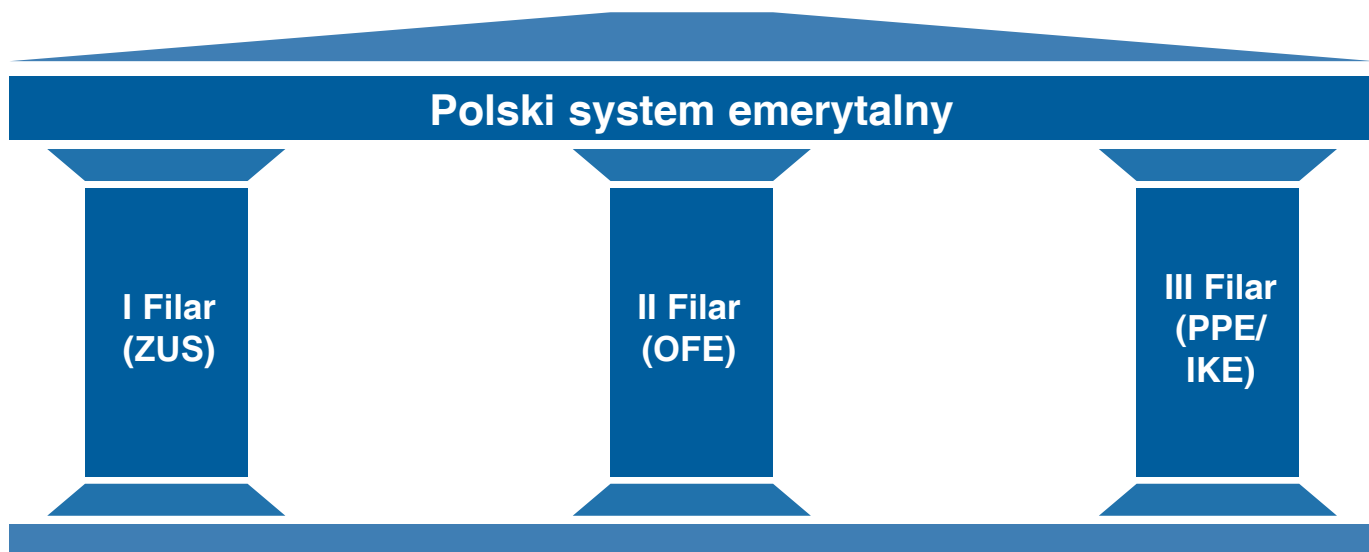 Polski system emerytalny
I Filar
(ZUS)
II Filar
(OFE)
III Filar
(PPE/
IKE)